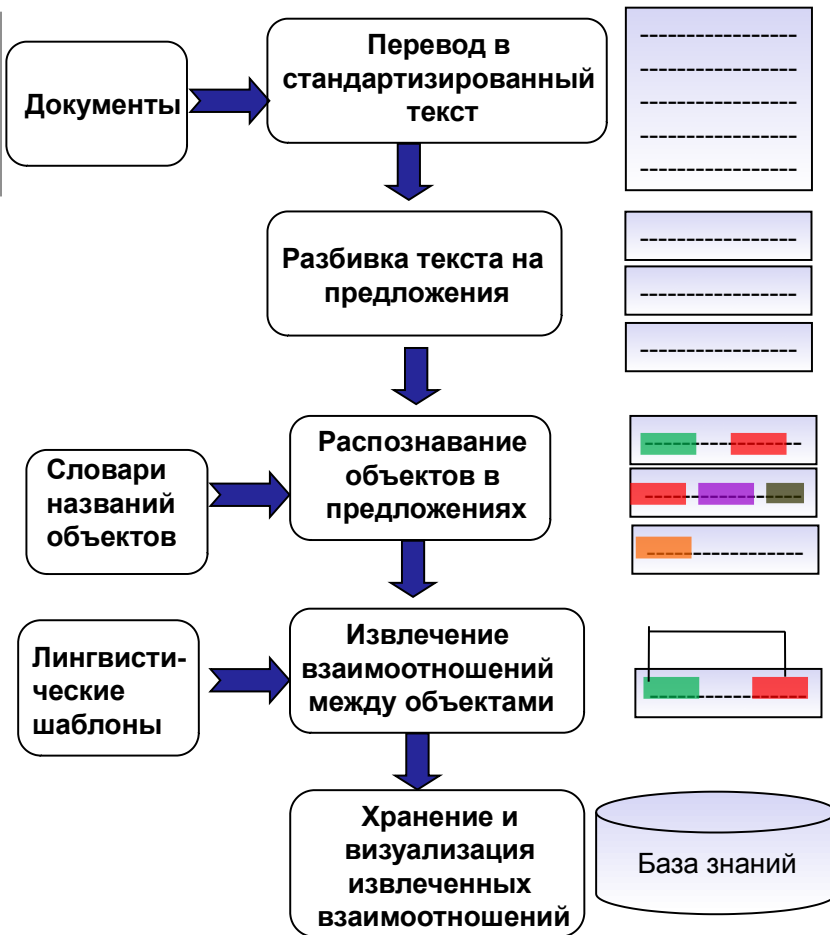 Документы
Перевод в
стандартизированный
текст
Разбивка текста на
предложения
Словари
названий
объектов
Распознавание
объектов в
предложениях
Лингвисти-
ческие
шаблоны
Извлечение
взаимоотношений
между объектами
Хранение и
визуализация
извлеченных
взаимоотношений
База знаний